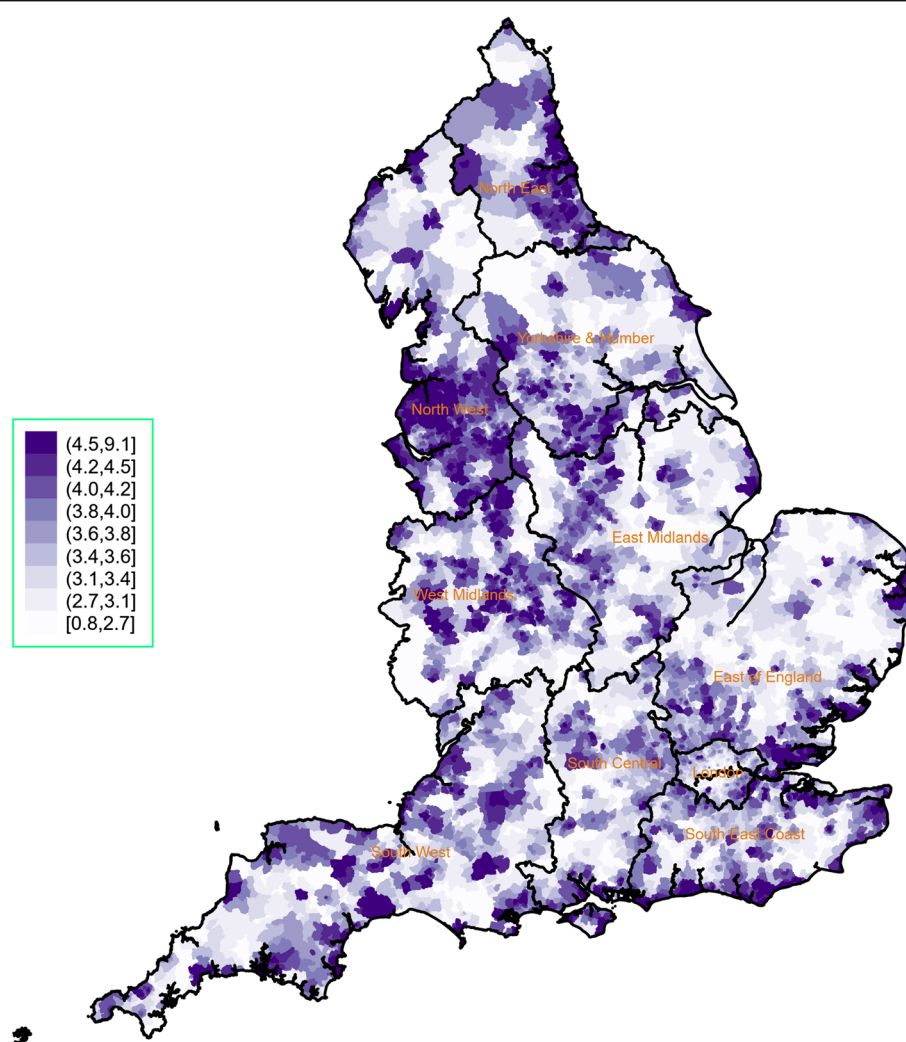 North East
Yorkshire & Humber
North West
(4.5,9.1]
(4.2,4.5]
(4.0,4.2]
(3.8,4.0]
(3.6,3.8]
(3.4,3.6]
(3.1,3.4]
(2.7,3.1]
[0.8,2.7]
East Midlands
West Midlands
East of England
South Central
London
South East Coast
South West